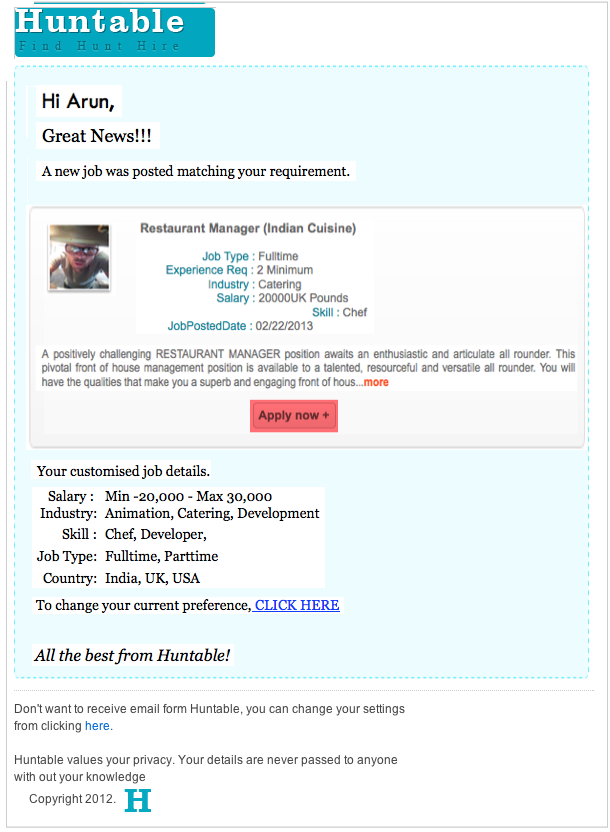 Huntable
Find Hunt Hire
Hi Arun,
Great News!!!
A new job was posted matching your requirement.
Restaurant Manager (Indian Cuisine)
Job Type : Fulltime
Experience Req : 2 Minimum
Industry : Catering
Salary : 20000UK Pounds
Skill : Chef
JobPostedDate : 02/22/2013
A positively challenging RESTAURANT MANAGER position awaits an enthusiastic and articulate all rounder. This
pivotal front of house management position is available to a talented, resourceful and versatile all rounder. You will
have the qualities that make you a superb and engaging front of hous...more
Apply now +
Your customised job details.
Salary : Min -20,000 - Max 30,000
Industry: Animation, Catering, Development
Skill : Chef, Developer,
Job Type: Fulltime, Parttime
Country: India, UK, USA
To change your current preference, CLICK HERE
All the best from Huntable!
Don't want to receive email form Huntable, you can change your settings
from clicking here.
Huntable values your privacy. Your details are never passed to anyone
with out your knowledge
Copyright 2012. H